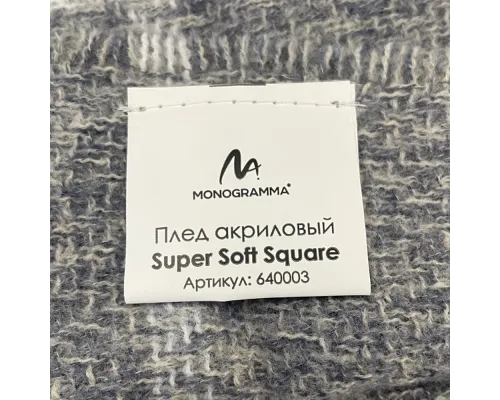 MONOGRAMMA®
Плед акриловый
Super Soft Square
Артикул: 640003